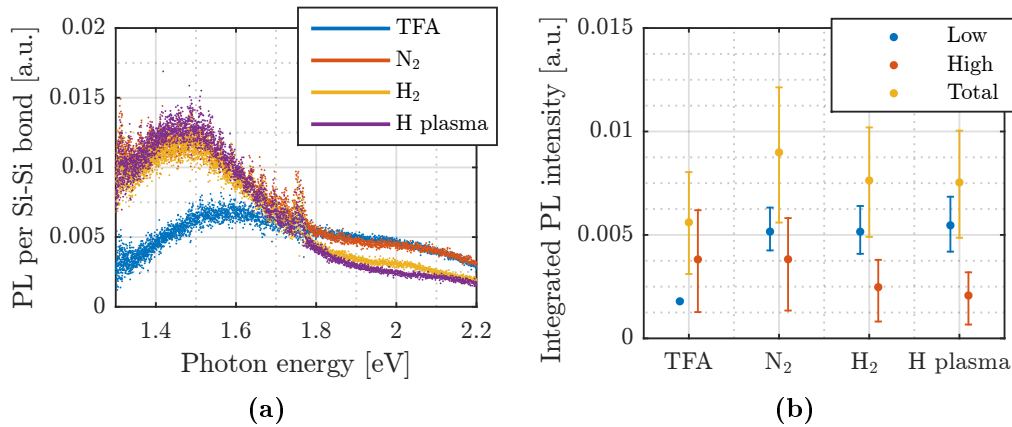 PL per Si-Si bond [a.u.]
0.02
0.015
0.01
0.005
0
1.4
1.6
1.8
2
2.2
Photon energy [eV]
TFA
N₂
H₂
H plasma
(a)
Integrated PL intensity [a.u.]
0.015
0.01
0.005
0
TFA
N₂
H₂
H plasma
Low
High
Total
(b)